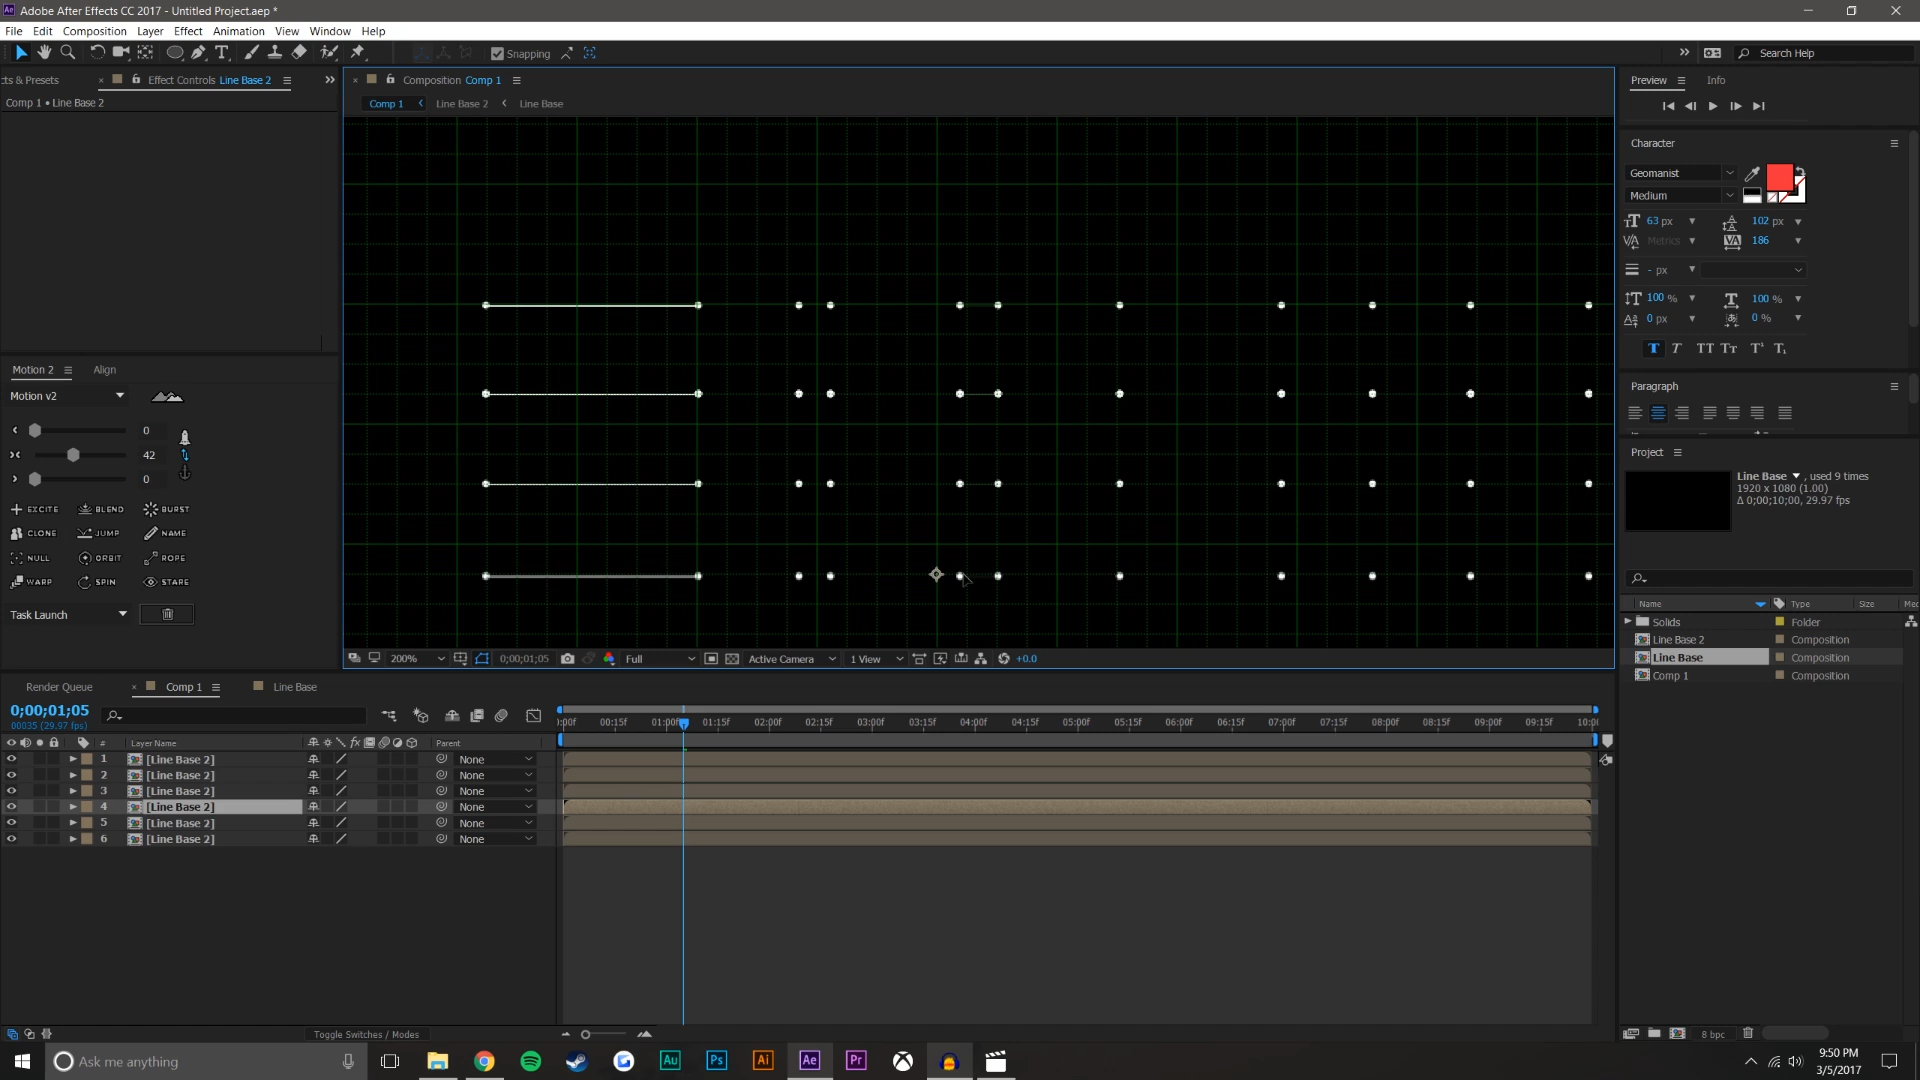 Adobe After Effects CC 2017 - Untitled Project.aep *
File Edit Composition Layer Effect Animation View Window Help
Snapping
Search Help
cts & Presets
Effect Controls Line Base 2
Composition Comp 1
Preview
Info
Comp 1 • Line Base 2
Comp 1
Line Base 2
Line Base
Character
Geomanist
Medium
63 px
102 px
Metrics
186
- px
100 %
100 %
0 px
0 %
Motion 2
Align
Motion v2
0
42
0
EXCITE
BLEND
BURST
CLONE
JUMP
NAME
NULL
ORBIT
ROPE
WARP
SPIN
STARE
Task Launch
Paragraph
Project
Line Base , used 9 times
1920 x 1080 (1.00)
Δ 0;00;10;00, 29.97 fps
Name
Type
Size
Solids
Folder
Line Base 2
Composition
Line Base
Composition
Comp 1
Composition
200%
0;00;01;05
Full
Active Camera
1 View
+0.0
Render Queue
Comp 1
Line Base
0;00;01;05
00035 (29.97 fps)
:00f 00:15f 01:00f 01:15f 02:00f 02:15f 03:00f 03:15f 04:00f 04:15f 05:00f 05:15f 06:00f 06:15f 07:00f 07:15f 08:00f 08:15f 09:00f 09:15f 10:0
# Layer Name Parent
1 [Line Base 2] None
2 [Line Base 2] None
3 [Line Base 2] None
4 [Line Base 2] None
5 [Line Base 2] None
6 [Line Base 2] None
Toggle Switches / Modes
8 bpc
Ask me anything
Au
Ps
Ai
Ae
Pr
9:50 PM
3/5/2017